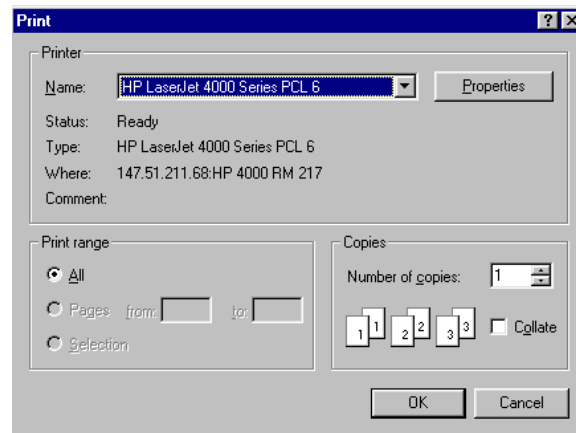 Print
Printer
Name: HP LaserJet 4000 Series PCL 6 Properties
Status: Ready
Type: HP LaserJet 4000 Series PCL 6
Where: 147.51.211.68:HP 4000 RM 217
Comment:
Print range
All
Pages from: to:
Selection
Copies
Number of copies: 1
1 1 2 2 3 3 Collate
OK Cancel